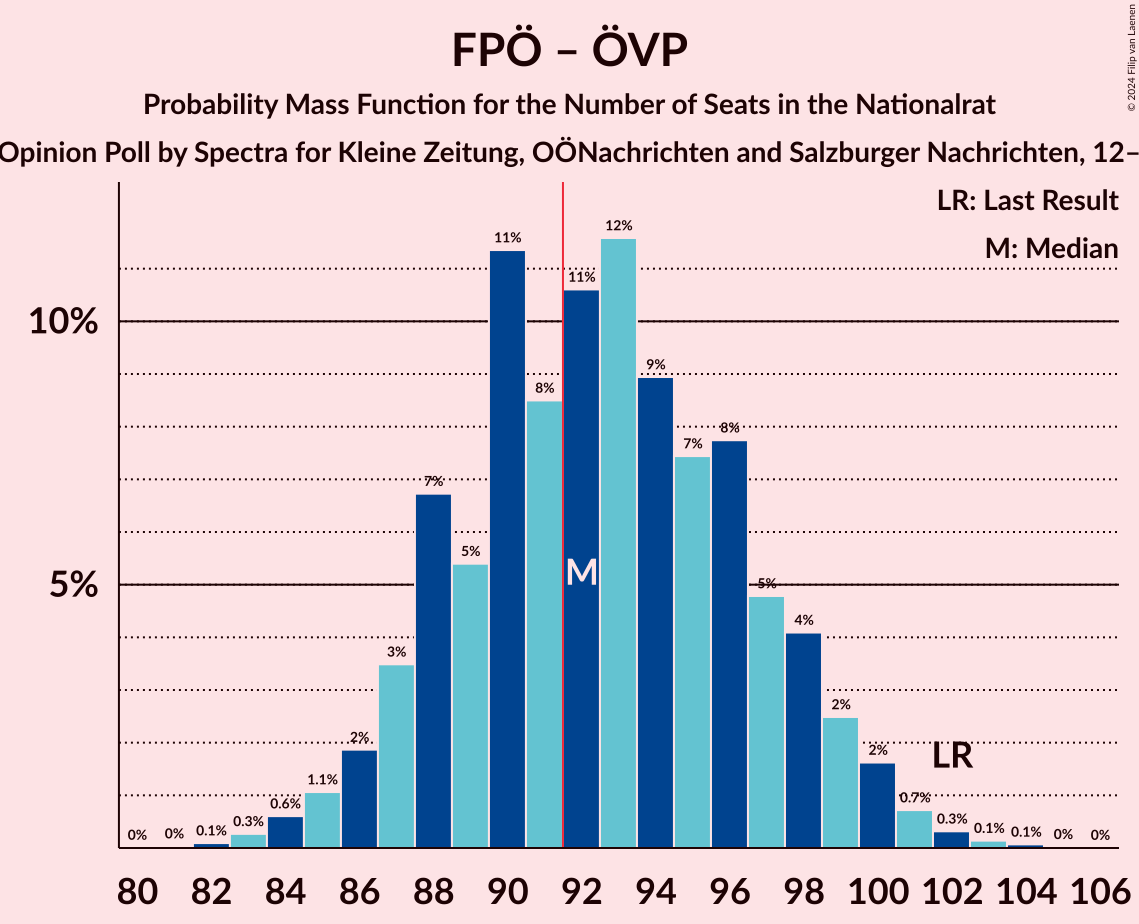 FPÖ – ÖVP
Probability Mass Function for the Number of Seats in the Nationalrat
Opinion Poll by Spectra for Kleine Zeitung, OÖNachrichten and Salzburger Nachrichten, 12–
© 2024 Filip van Laenen
LR: Last Result
M: Median
10%
5%
0% 0% 0.1% 0.3% 0.6% 1.1% 2% 3% 7% 5% 11% 8% 11% 12% 9% 7% 8% 5% 4% 2% 2% 0.7% 0.3% 0.1% 0.1% 0% 0%
M
LR
80 82 84 86 88 90 92 94 96 98 100 102 104 106